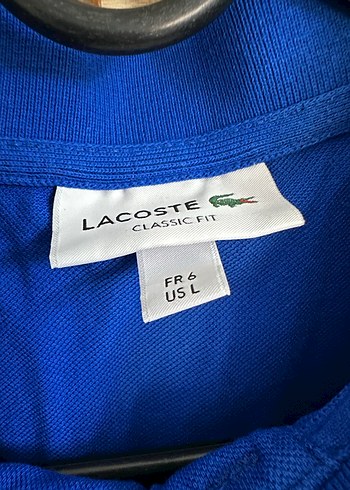 LACOSTE
CLASSIC FIT
FR 6
US L